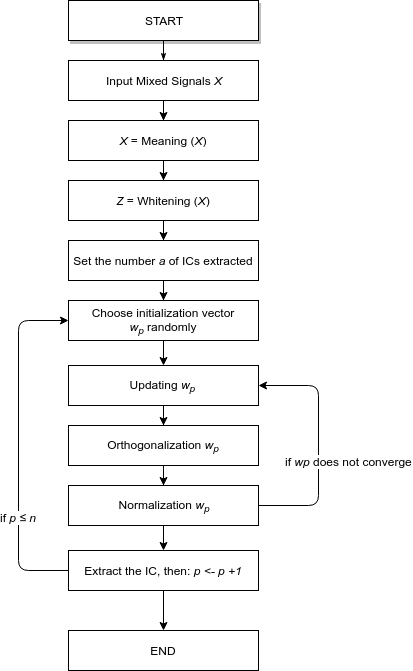 START
Input Mixed Signals X
X = Meaning (X)
Z = Whitening (X)
Set the number a of ICs extracted
Choose initialization vector
wp randomly
Updating wp
Orthogonalization wp
if wp does not converge
Normalization wp
if p ≤ n
Extract the IC, then: p <- p +1
END